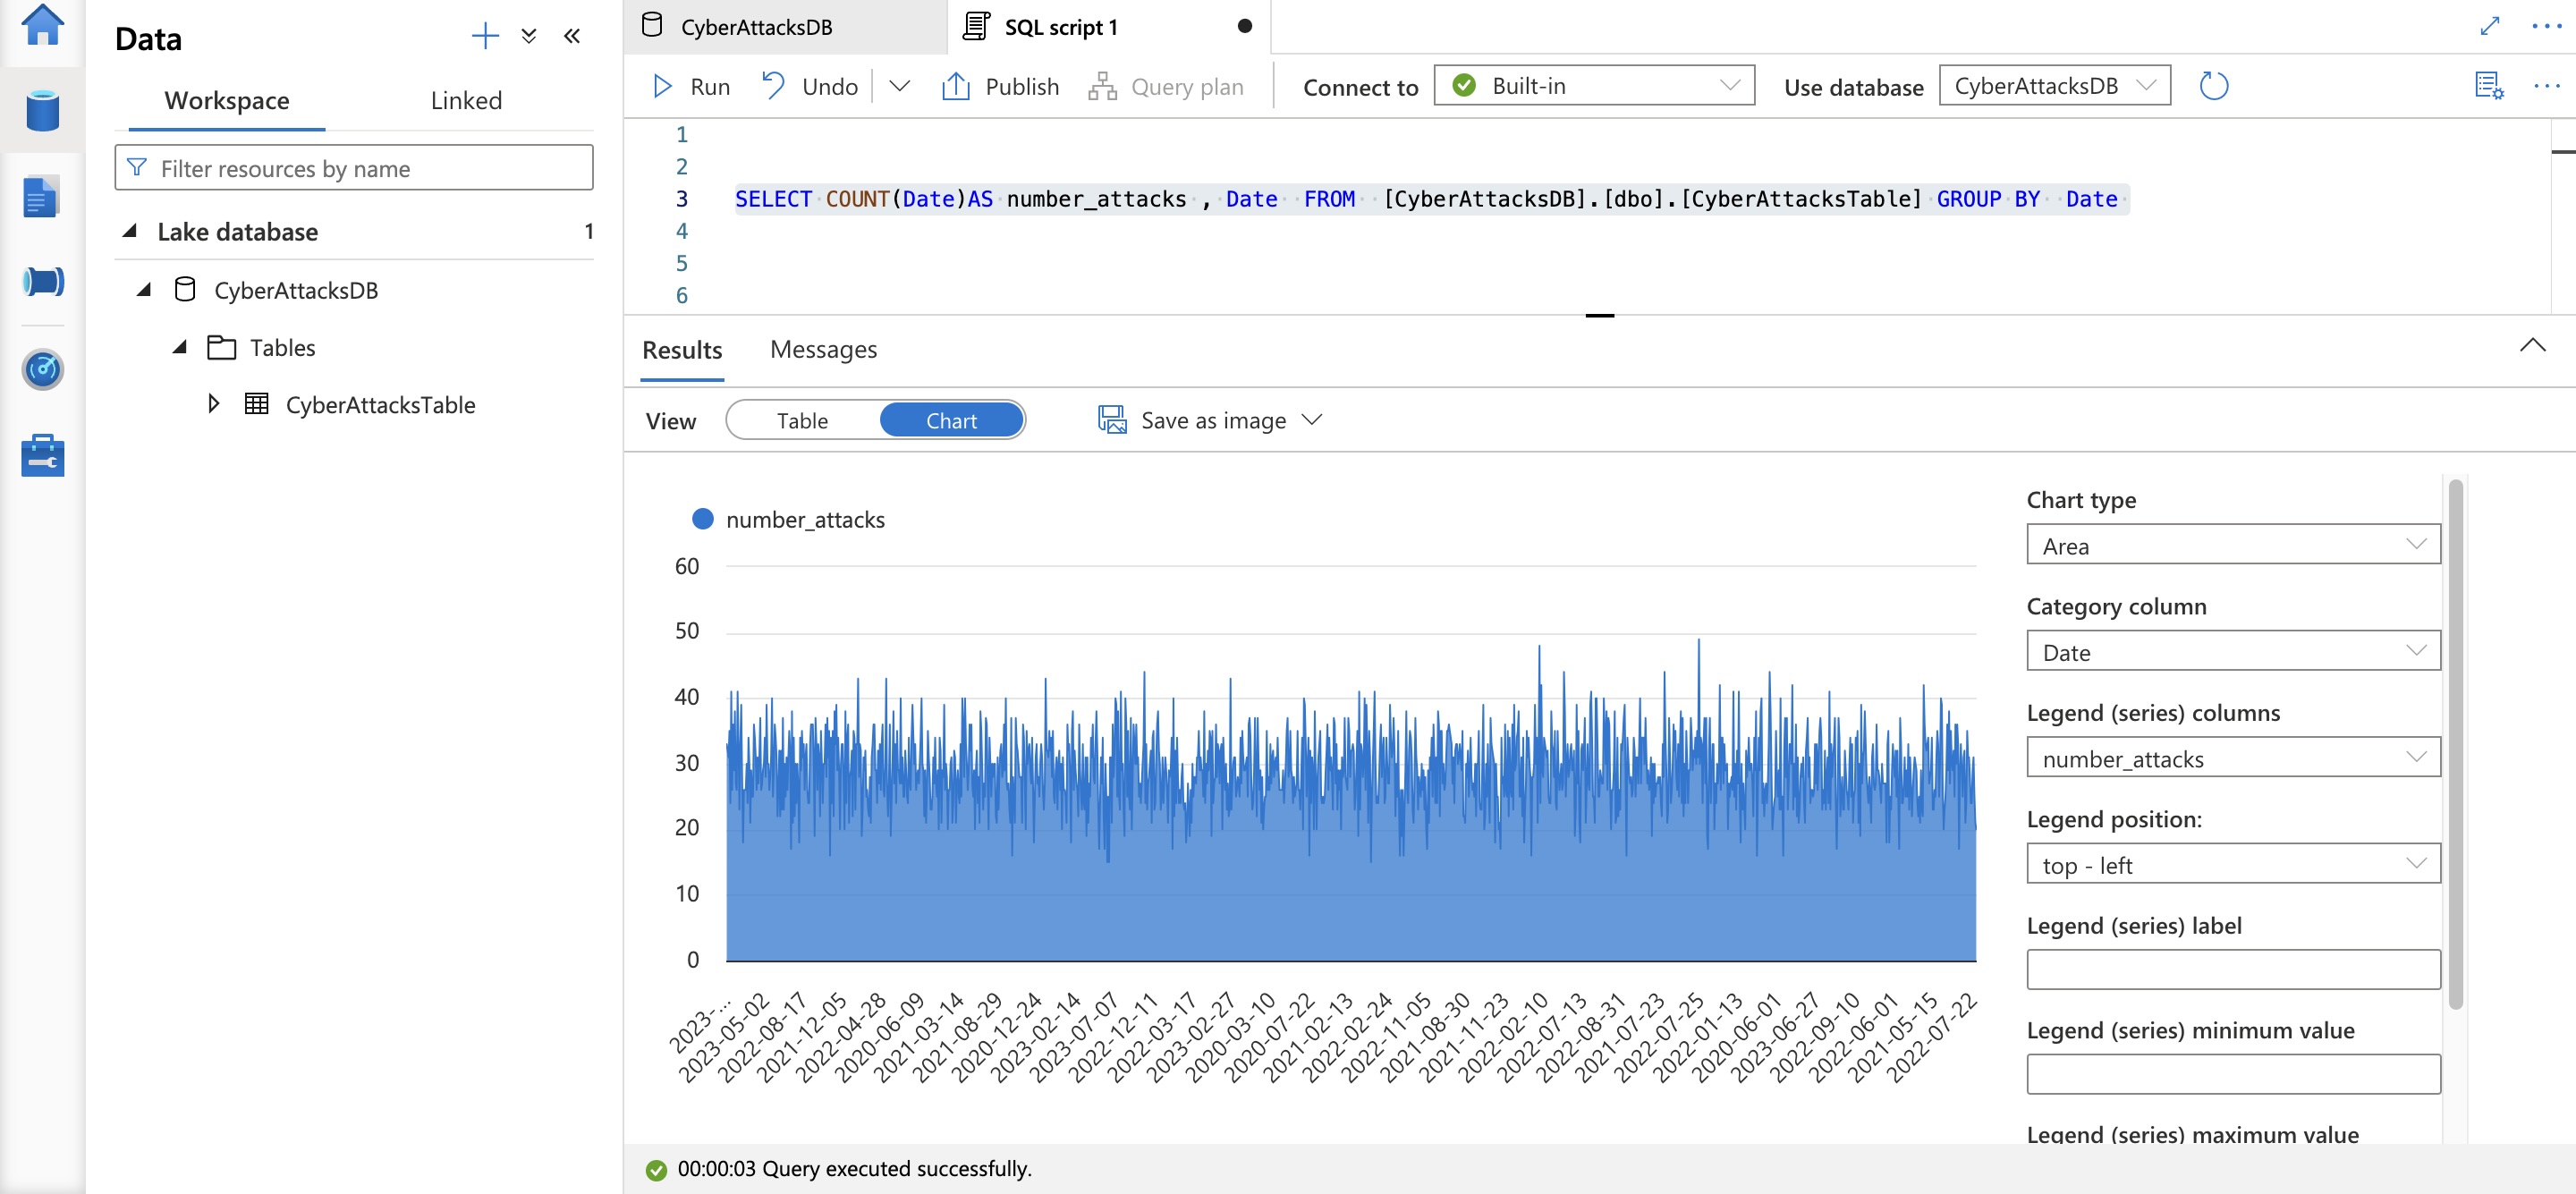 Data
Workspace
Linked
Filter resources by name
Lake database 1
CyberAttacksDB
Tables
CyberAttacksTable
CyberAttacksDB
SQL script 1
Run
Undo
Publish
Query plan
Connect to
Built-in
Use database
CyberAttacksDB
1
2
3 SELECT COUNT(Date)AS number_attacks , Date FROM [CyberAttacksDB].[dbo].[CyberAttacksTable] GROUP BY Date
4
5
6
Results
Messages
View
Table
Chart
Save as image
number_attacks
60
50
40
30
20
10
0
2023-...
2023-05-02
2022-08-17
2021-12-05
2022-04-28
2020-06-09
2021-03-14
2021-08-29
2020-12-24
2023-02-14
2023-07-07
2022-12-11
2022-03-17
2023-02-27
2020-03-10
2020-07-22
2021-02-13
2022-02-24
2022-11-05
2021-08-30
2021-11-23
2022-02-10
2022-07-13
2022-08-31
2021-07-23
2022-07-25
2022-01-13
2020-06-01
2023-06-27
2022-09-10
2022-06-01
2021-05-15
2022-07-22
Chart type
Area
Category column
Date
Legend (series) columns
number_attacks
Legend position:
top - left
Legend (series) label
Legend (series) minimum value
Legend (series) maximum value
00:00:03 Query executed successfully.